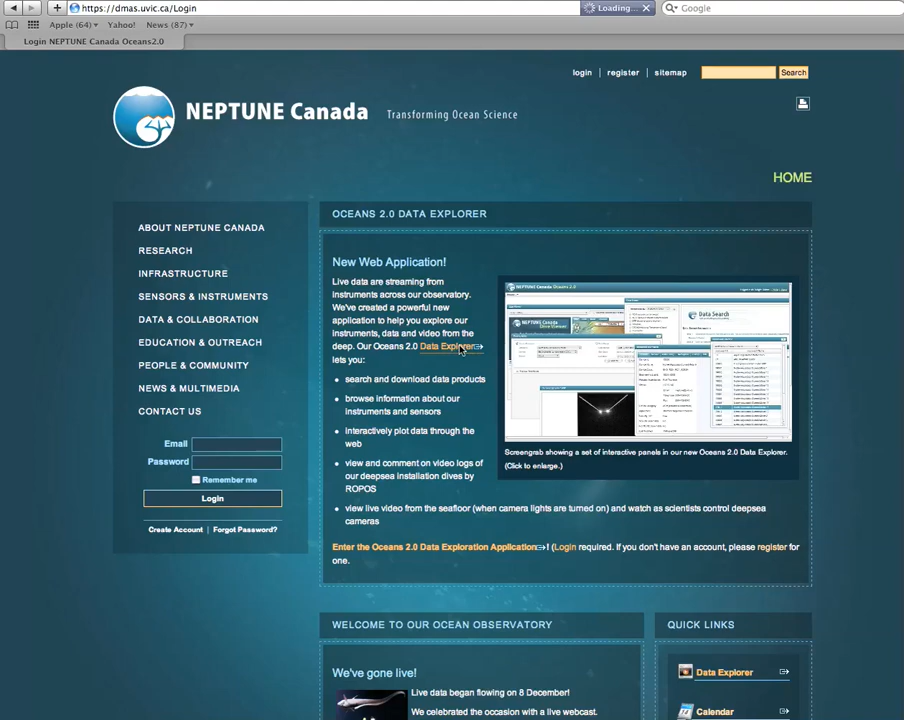 https://dmas.uvic.ca/Login
Loading...
Google
Apple (64)
Yahoo!
News (87)
Login NEPTUNE Canada Oceans2.0
login | register | sitemap
Search
NEPTUNE Canada
Transforming Ocean Science
HOME
ABOUT NEPTUNE CANADA
RESEARCH
INFRASTRUCTURE
SENSORS & INSTRUMENTS
DATA & COLLABORATION
EDUCATION & OUTREACH
PEOPLE & COMMUNITY
NEWS & MULTIMEDIA
CONTACT US
Email
Password
Remember me
Login
Create Account | Forgot Password?
OCEANS 2.0 DATA EXPLORER
New Web Application!
Live data are streaming from
instruments across our observatory.
We've created a powerful new
application to help you explore our
instruments, data and video from the
deep. Our Oceans 2.0 Data Explorer
lets you:
search and download data products
browse information about our
instruments and sensors
interactively plot data through the
web
view and comment on video logs of
our deepsea installation dives by
ROPOS
view live video from the seafloor (when camera lights are turned on) and watch as scientists control deepsea
cameras
NEPTUNE Canada Oceans 2.0
Data Search
Screengrab showing a set of interactive panels in our new Oceans 2.0 Data Explorer.
(Click to enlarge.)
Enter the Oceans 2.0 Data Exploration Application! (Login required. If you don't have an account, please register for
one.
WELCOME TO OUR OCEAN OBSERVATORY
We've gone live!
Live data began flowing on 8 December!
We celebrated the occasion with a live webcast.
QUICK LINKS
Data Explorer
Calendar